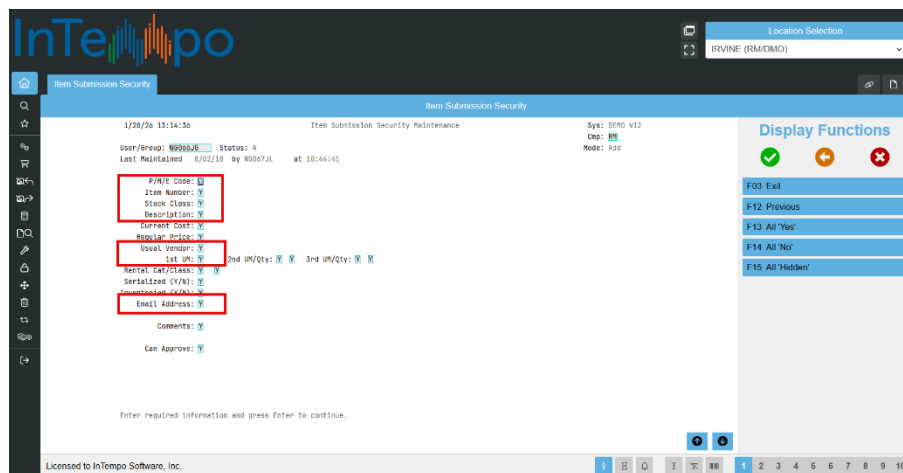 InTempo
Location Selection
IRVINE (RM/DMO)
Item Submission Security
Item Submission Security
1/20/26 13:14:36 Item Submission Security Maintenance Sys: DEMO V12
Cmp: RM
User/Group: WGO66JG Status: A Mode: Add
Last Maintained 8/02/18 by WGO67JL at 10:44:41
P/M/E Code: Y
Item Number: Y
Stock Class: Y
Description: Y
Current Cost: Y
Regular Price: Y
Usual Vendor: Y
1st UM: Y 2nd UM/Qty: Y Y 3rd UM/Qty: Y Y
Rental Cat/Class: Y Y
Serialized (Y/N): Y
Inventoried (Y/N): Y
Email Address: Y
Comments: Y
Can Approve: Y
Enter required information and press Enter to continue.
Display Functions
F03 Exit
F12 Previous
F13 All 'Yes'
F14 All 'No'
F15 All 'Hidden'
Licensed to InTempo Software, Inc.
1 2 3 4 5 6 7 8 9 10